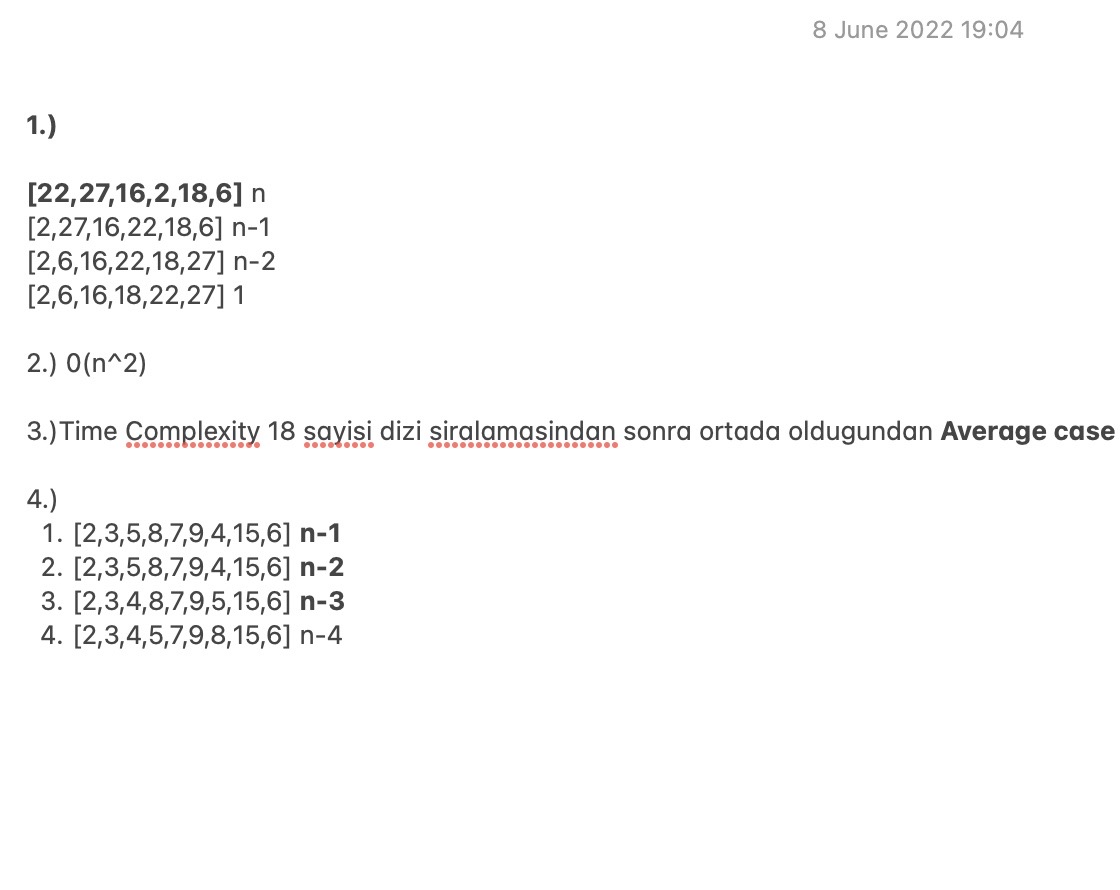 8 June 2022 19:04
1.)
[22,27,16,2,18,6] n
[2,27,16,22,18,6] n-1
[2,6,16,22,18,27] n-2
[2,6,16,18,22,27] 1
2.) 0(n^2)
3.)Time Complexity 18 sayisi dizi siralamasindan sonra ortada oldugundan Average case
4.)
1. [2,3,5,8,7,9,4,15,6] n-1
2. [2,3,5,8,7,9,4,15,6] n-2
3. [2,3,4,8,7,9,5,15,6] n-3
4. [2,3,4,5,7,9,8,15,6] n-4